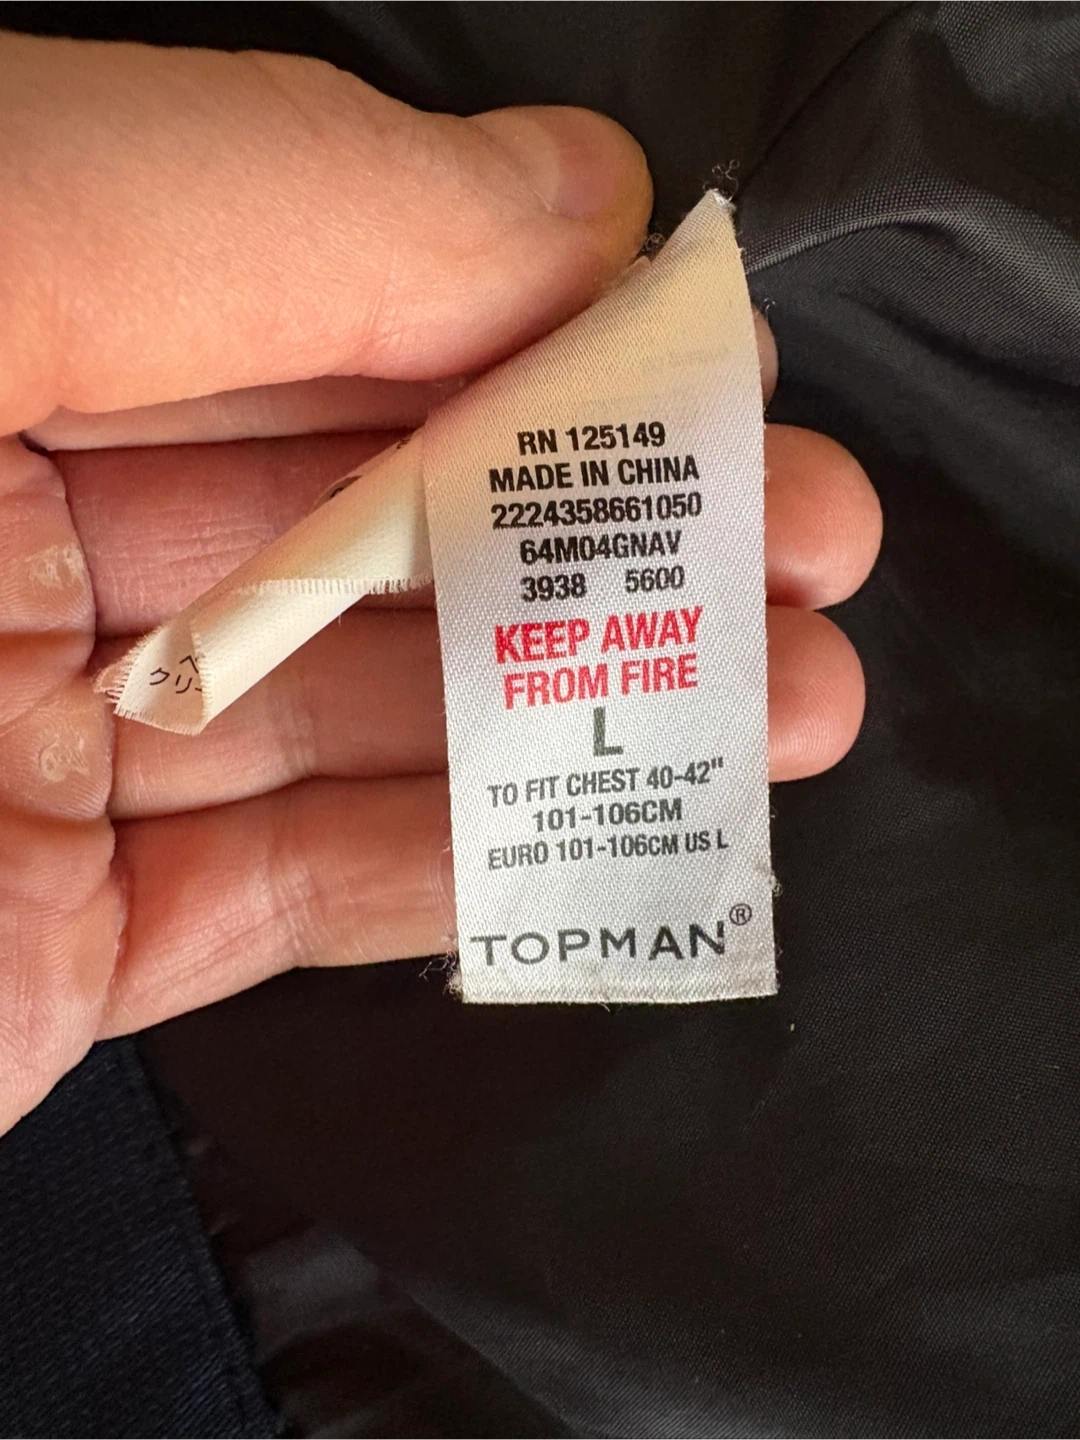 RN 125149
MADE IN CHINA
2224358661050
64M04GNAV
3938 5600
KEEP AWAY
FROM FIRE
L
TO FIT CHEST 40-42"
101-106CM
EURO 101-106CM US L
TOPMAN®